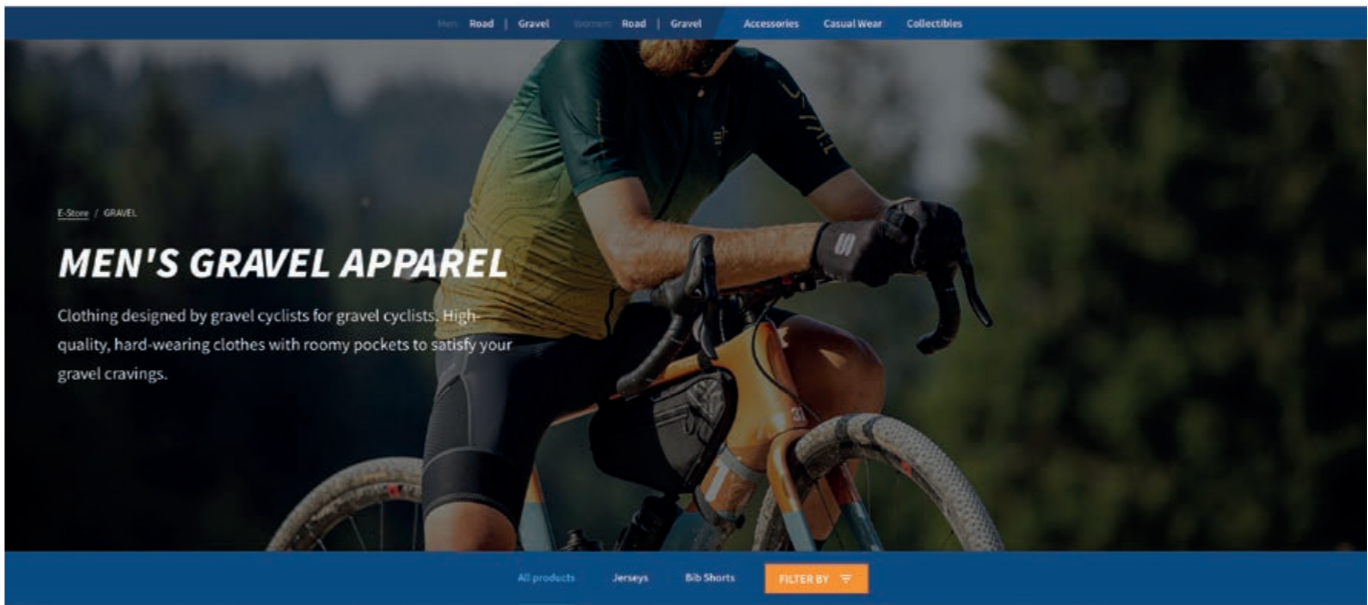 Men: Road | Gravel Women: Road | Gravel Accessories Casual Wear Collectibles
E-Store / GRAVEL
MEN'S GRAVEL APPAREL
Clothing designed by gravel cyclists for gravel cyclists. High-
quality, hard-wearing clothes with roomy pockets to satisfy your
gravel cravings.
S
31
All products Jerseys Bib Shorts FILTER BY